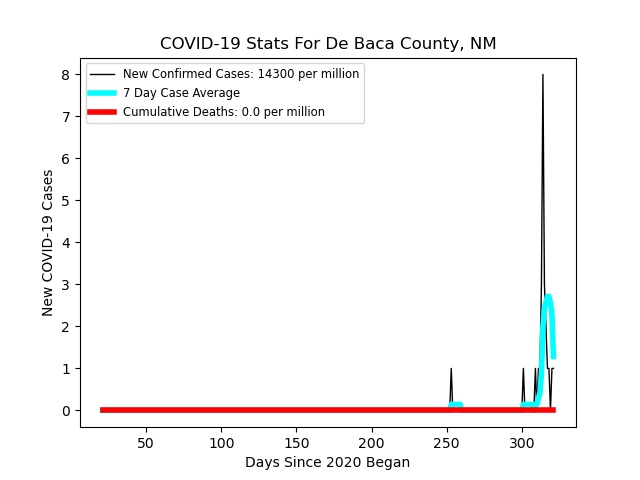 COVID-19 Stats For De Baca County, NM
New Confirmed Cases: 14300 per million
7 Day Case Average
Cumulative Deaths: 0.0 per million
New COVID-19 Cases
8
7
6
5
4
3
2
1
0
50 100 150 200 250 300
Days Since 2020 Began